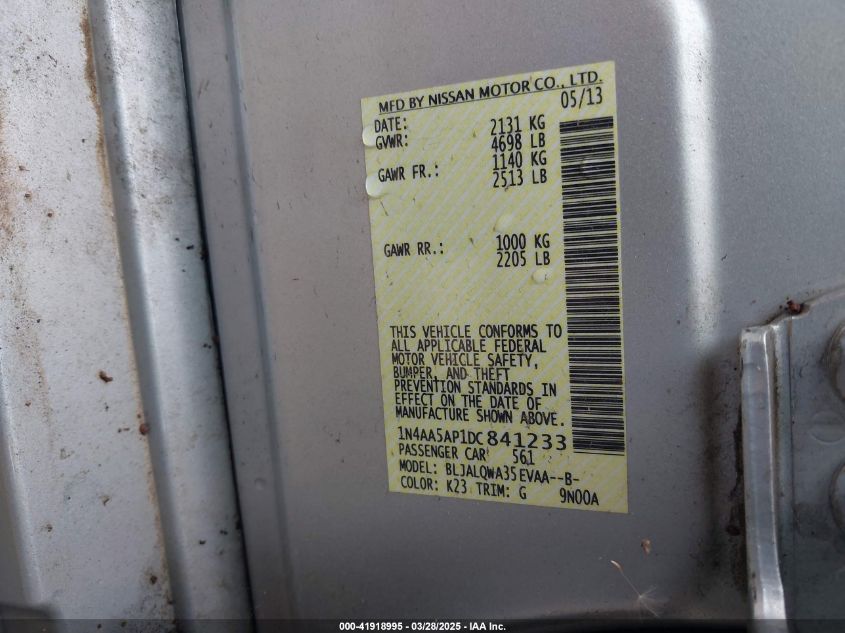 MFD BY NISSAN MOTOR CO., LTD.
DATE: 05/13
GVWR: 2131 KG
4698 LB
GAWR FR.: 1140 KG
2513 LB
GAWR RR.: 1000 KG
2205 LB
THIS VEHICLE CONFORMS TO
ALL APPLICABLE FEDERAL
MOTOR VEHICLE SAFETY,
BUMPER, AND THEFT
PREVENTION STANDARDS IN
EFFECT ON THE DATE OF
MANUFACTURE SHOWN ABOVE.
1N4AA5AP1DC841233
PASSENGER CAR 561
MODEL: BLJALQWA35EVAA--B-
COLOR: K23 TRIM: G 9N00A
000-41918995 - 03/28/2025 - IAA Inc.